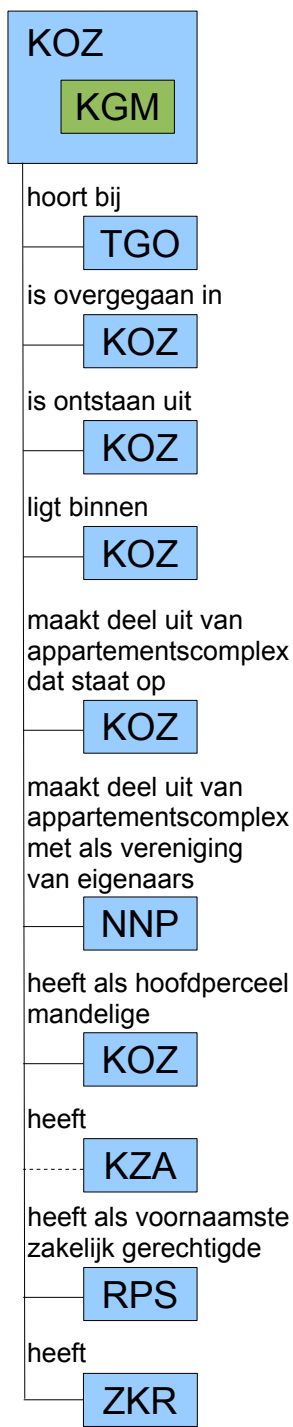 KOZ
KGM
hoort bij
TGO
is overgegaan in
KOZ
is ontstaan uit
KOZ
ligt binnen
KOZ
maakt deel uit van
appartementscomplex
dat staat op
KOZ
maakt deel uit van
appartementscomplex
met als vereniging
van eigenaars
NNP
heeft als hoofdperceel
mandelige
KOZ
heeft
KZA
heeft als voornaamste
zakelijk gerechtigde
RPS
heeft
ZKR